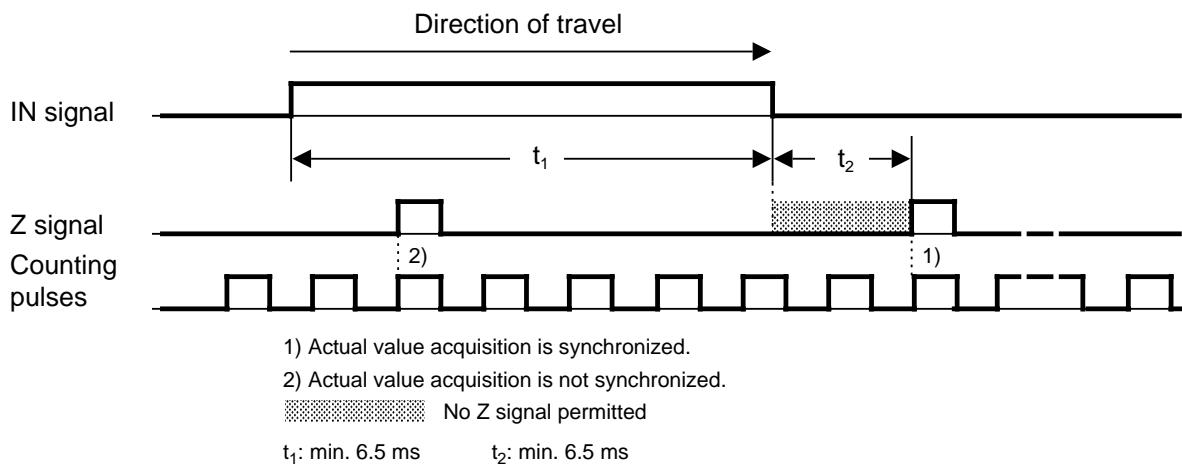 Direction of travel
IN signal
t₁
t₂
Z signal
2)
1)
Counting
pulses
1) Actual value acquisition is synchronized.
2) Actual value acquisition is not synchronized.
No Z signal permitted
t₁: min. 6.5 ms t₂: min. 6.5 ms